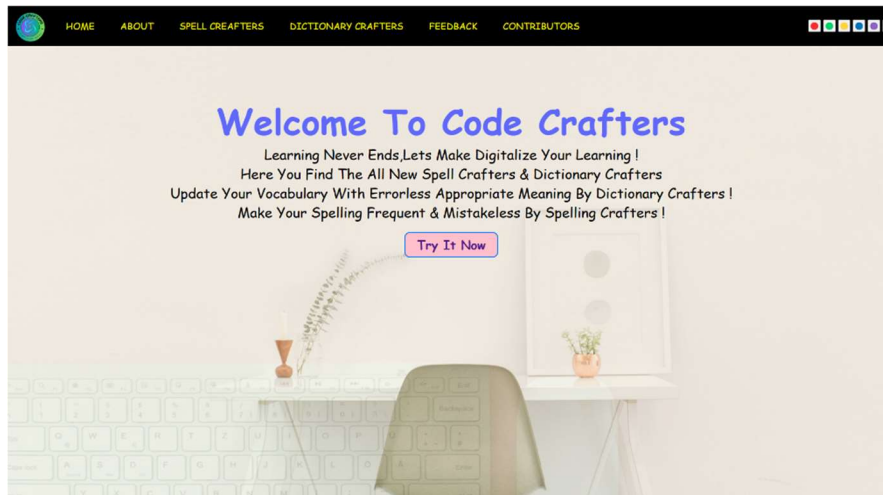 HOME ABOUT SPELL CREAFTERS DICTIONARY CRAFTERS FEEDBACK CONTRIBUTORS
Welcome To Code Crafters
Learning Never Ends,Lets Make Digitalize Your Learning !
Here You Find The All New Spell Crafters & Dictionary Crafters
Update Your Vocabulary With Errorless Appropriate Meaning By Dictionary Crafters !
Make Your Spelling Frequent & Mistakeless By Spelling Crafters !
Try It Now